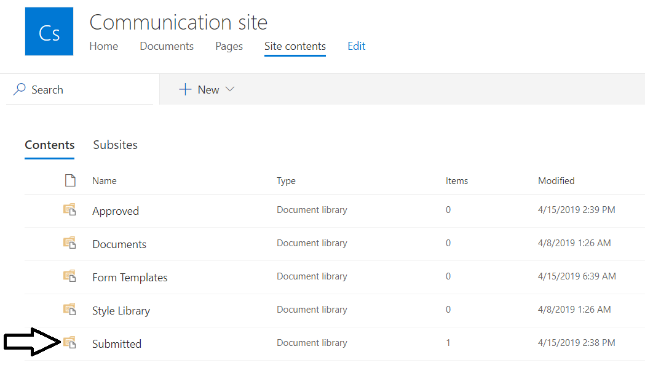 Cs
Communication site
Home Documents Pages Site contents Edit
Search New
Contents Subsites
Name Type Items Modified
Approved Document library 0 4/15/2019 2:39 PM
Documents Document library 0 4/8/2019 1:26 AM
Form Templates Document library 0 4/15/2019 6:39 AM
Style Library Document library 0 4/8/2019 1:26 AM
Submitted Document library 1 4/15/2019 2:38 PM